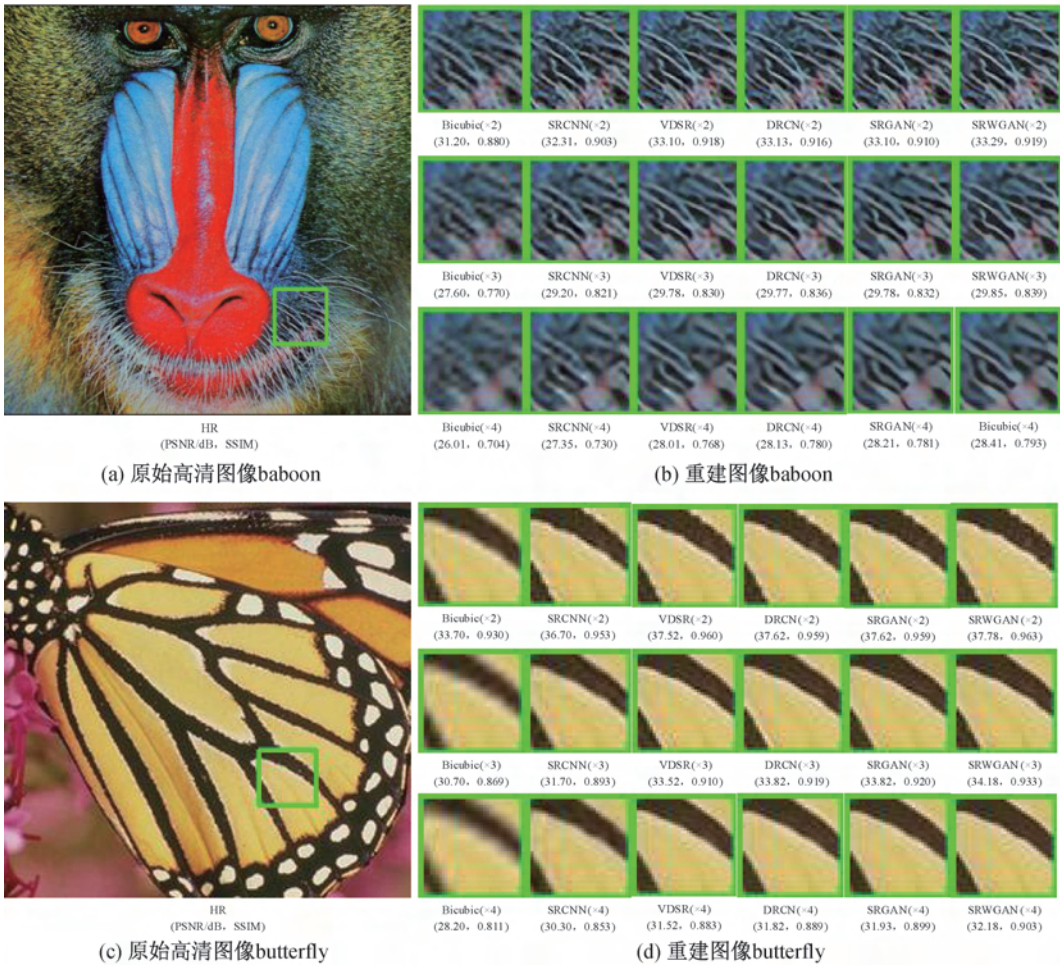 Bicubic(×2) SRCNN(×2) VDSR(×2) DRCN(×2) SRGAN(×2) SRWGAN(×2)
(31.20, 0.880) (32.31, 0.903) (33.10, 0.918) (33.13, 0.916) (33.10, 0.910) (33.29, 0.919)
Bicubic(×3) SRCNN(×3) VDSR(×3) DRCN(×3) SRGAN(×3) SRWGAN(×3)
(27.60, 0.770) (29.20, 0.821) (29.78, 0.830) (29.77, 0.836) (29.78, 0.832) (29.85, 0.839)
HR
(PSNR/dB, SSIM)
Bicubic(×4) SRCNN(×4) VDSR(×4) DRCN(×4) SRGAN(×4) Bicubic(×4)
(26.01, 0.704) (27.35, 0.730) (28.01, 0.768) (28.13, 0.780) (28.21, 0.781) (28.41, 0.793)
(a) 原始高清图像baboon
(b) 重建图像baboon
Bicubic(×2) SRCNN(×2) VDSR(×2) DRCN(×2) SRGAN(×2) SRWGAN(×2)
(33.70, 0.930) (36.70, 0.953) (37.52, 0.960) (37.62, 0.959) (37.62, 0.959) (37.78, 0.963)
Bicubic(×3) SRCNN(×3) VDSR(×3) DRCN(×3) SRGAN(×3) SRWGAN(×3)
(30.70, 0.869) (31.70, 0.893) (33.52, 0.910) (33.82, 0.919) (33.82, 0.920) (34.18, 0.933)
HR
(PSNR/dB, SSIM)
Bicubic(×4) SRCNN(×4) VDSR(×4) DRCN(×4) SRGAN(×4) SRWGAN(×4)
(28.20, 0.811) (30.30, 0.853) (31.52, 0.883) (31.82, 0.889) (31.93, 0.899) (32.18, 0.903)
(c) 原始高清图像butterfly
(d) 重建图像butterfly